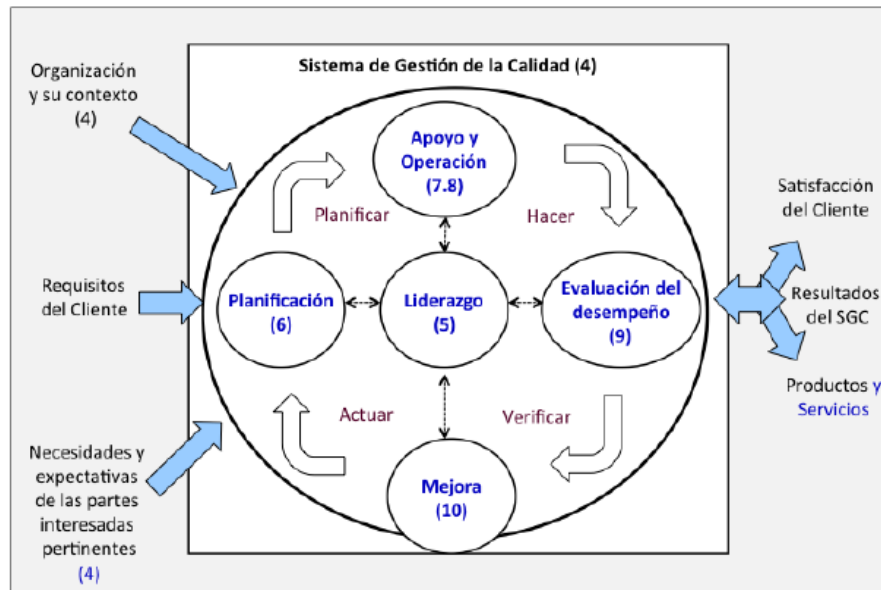 Sistema de Gestión de la Calidad (4)
Organización
y su contexto
(4)
Requisitos
del Cliente
Necesidades y
expectativas
de las partes
interesadas
pertinentes
(4)
Apoyo y
Operación
(7.8)
Planificar
Hacer
Planificación
(6)
Liderazgo
(5)
Evaluación del
desempeño
(9)
Actuar
Verificar
Mejora
(10)
Satisfacción
del Cliente
Resultados
del SGC
Productos y
Servicios